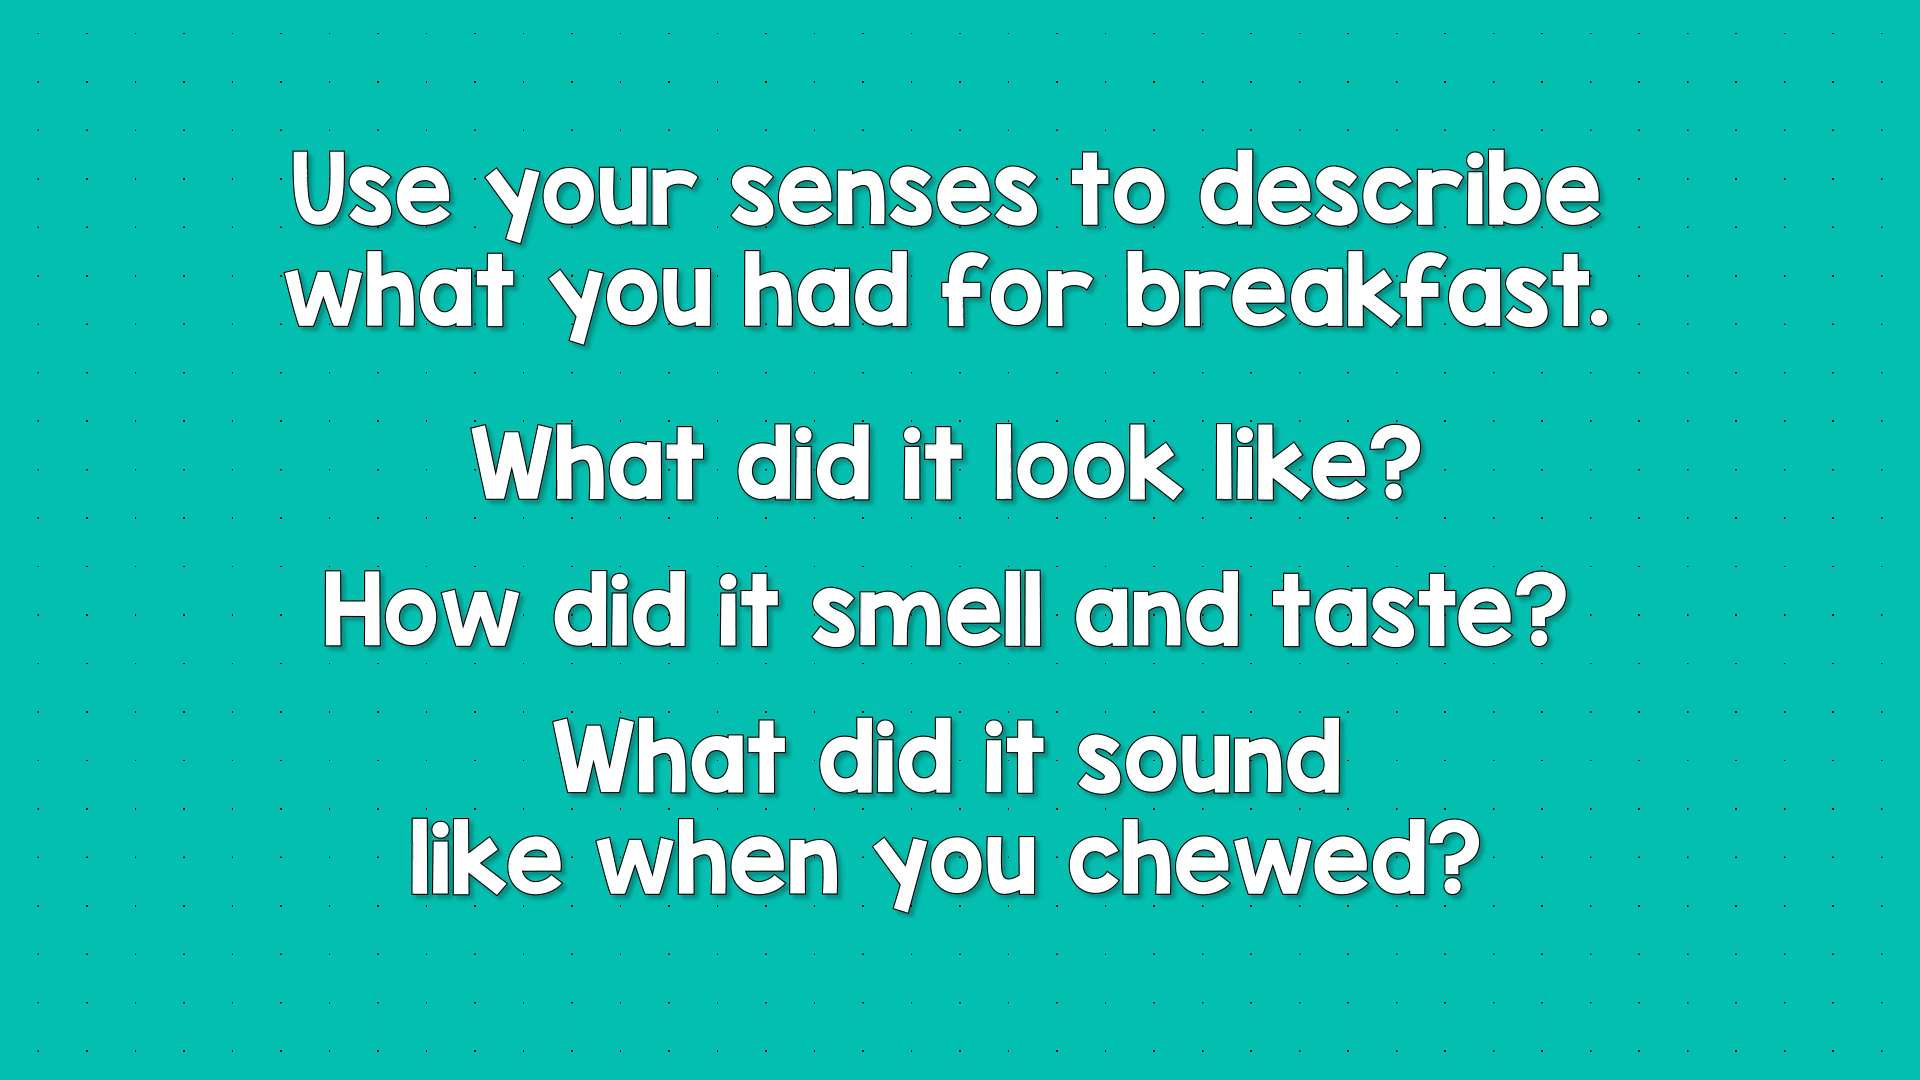 Use your senses to describe
what you had for breakfast.
What did it look like?
How did it smell and taste?
What did it sound
like when you chewed?